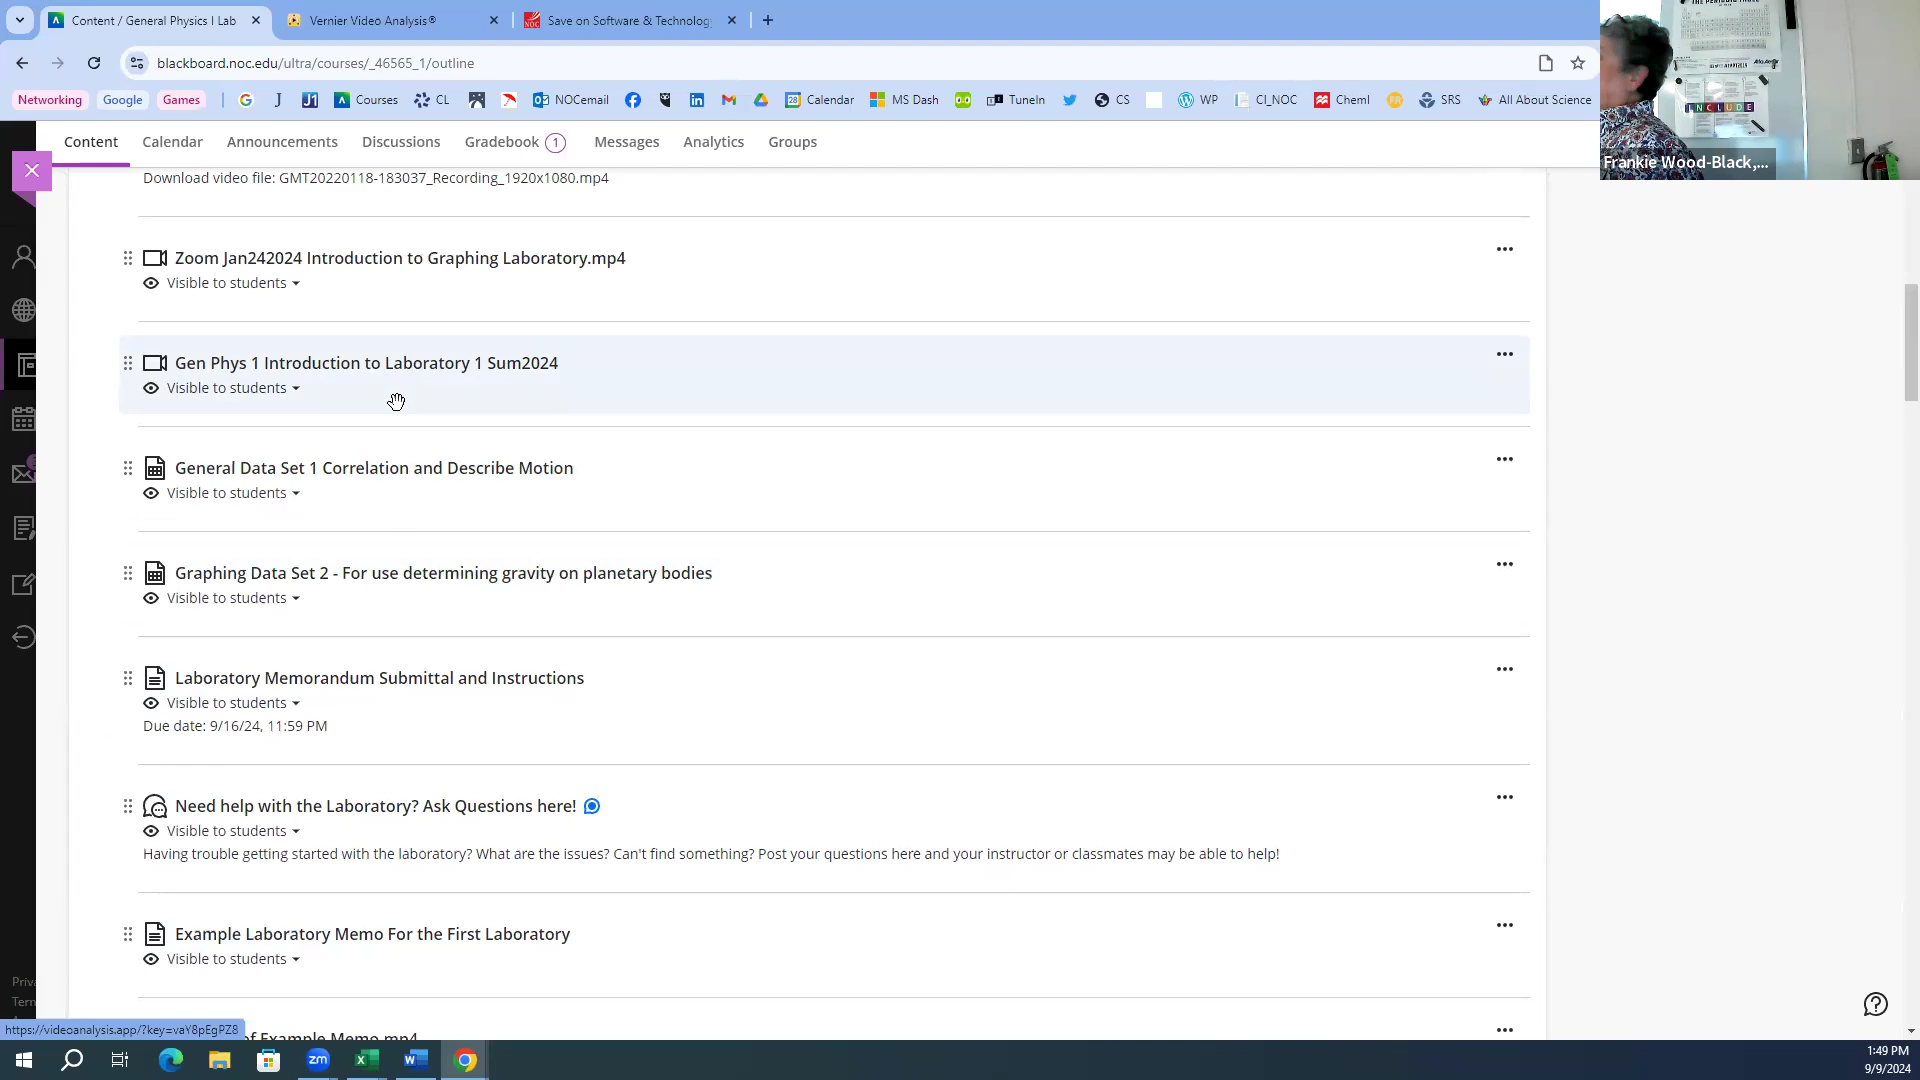 Content / General Physics I Lab
Vernier Video Analysis®
Save on Software & Technology
NOC
blackboard.noc.edu/ultra/courses/_46565_1/outline
Networking
Google
Games
Courses
CL
NOCemail
Calendar
MS Dash
TuneIn
CS
WP
CI_NOC
ChemI
SRS
All About Science
Content
Calendar
Announcements
Discussions
Gradebook 1
Messages
Analytics
Groups
Download video file: GMT20220118-183037_Recording_1920x1080.mp4
Zoom Jan242024 Introduction to Graphing Laboratory.mp4
Visible to students
Gen Phys 1 Introduction to Laboratory 1 Sum2024
Visible to students
General Data Set 1 Correlation and Describe Motion
Visible to students
Graphing Data Set 2 - For use determining gravity on planetary bodies
Visible to students
Laboratory Memorandum Submittal and Instructions
Visible to students
Due date: 9/16/24, 11:59 PM
Need help with the Laboratory? Ask Questions here!
Visible to students
Having trouble getting started with the laboratory? What are the issues? Can't find something? Post your questions here and your instructor or classmates may be able to help!
Example Laboratory Memo For the First Laboratory
Visible to students
of Example Memo.mp4
https://videoanalysis.app/?key=vaY8pEgPZ8
Frankie Wood-Black,...
INCLUDE
zm
1:49 PM
9/9/2024